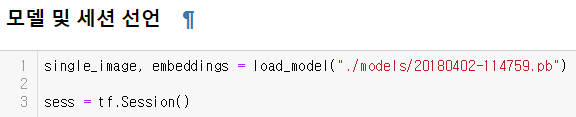 모델 및 세션 선언 ¶
1 single_image, embeddings = load_model("./models/20180402-114759.pb")
2
3 sess = tf.Session()